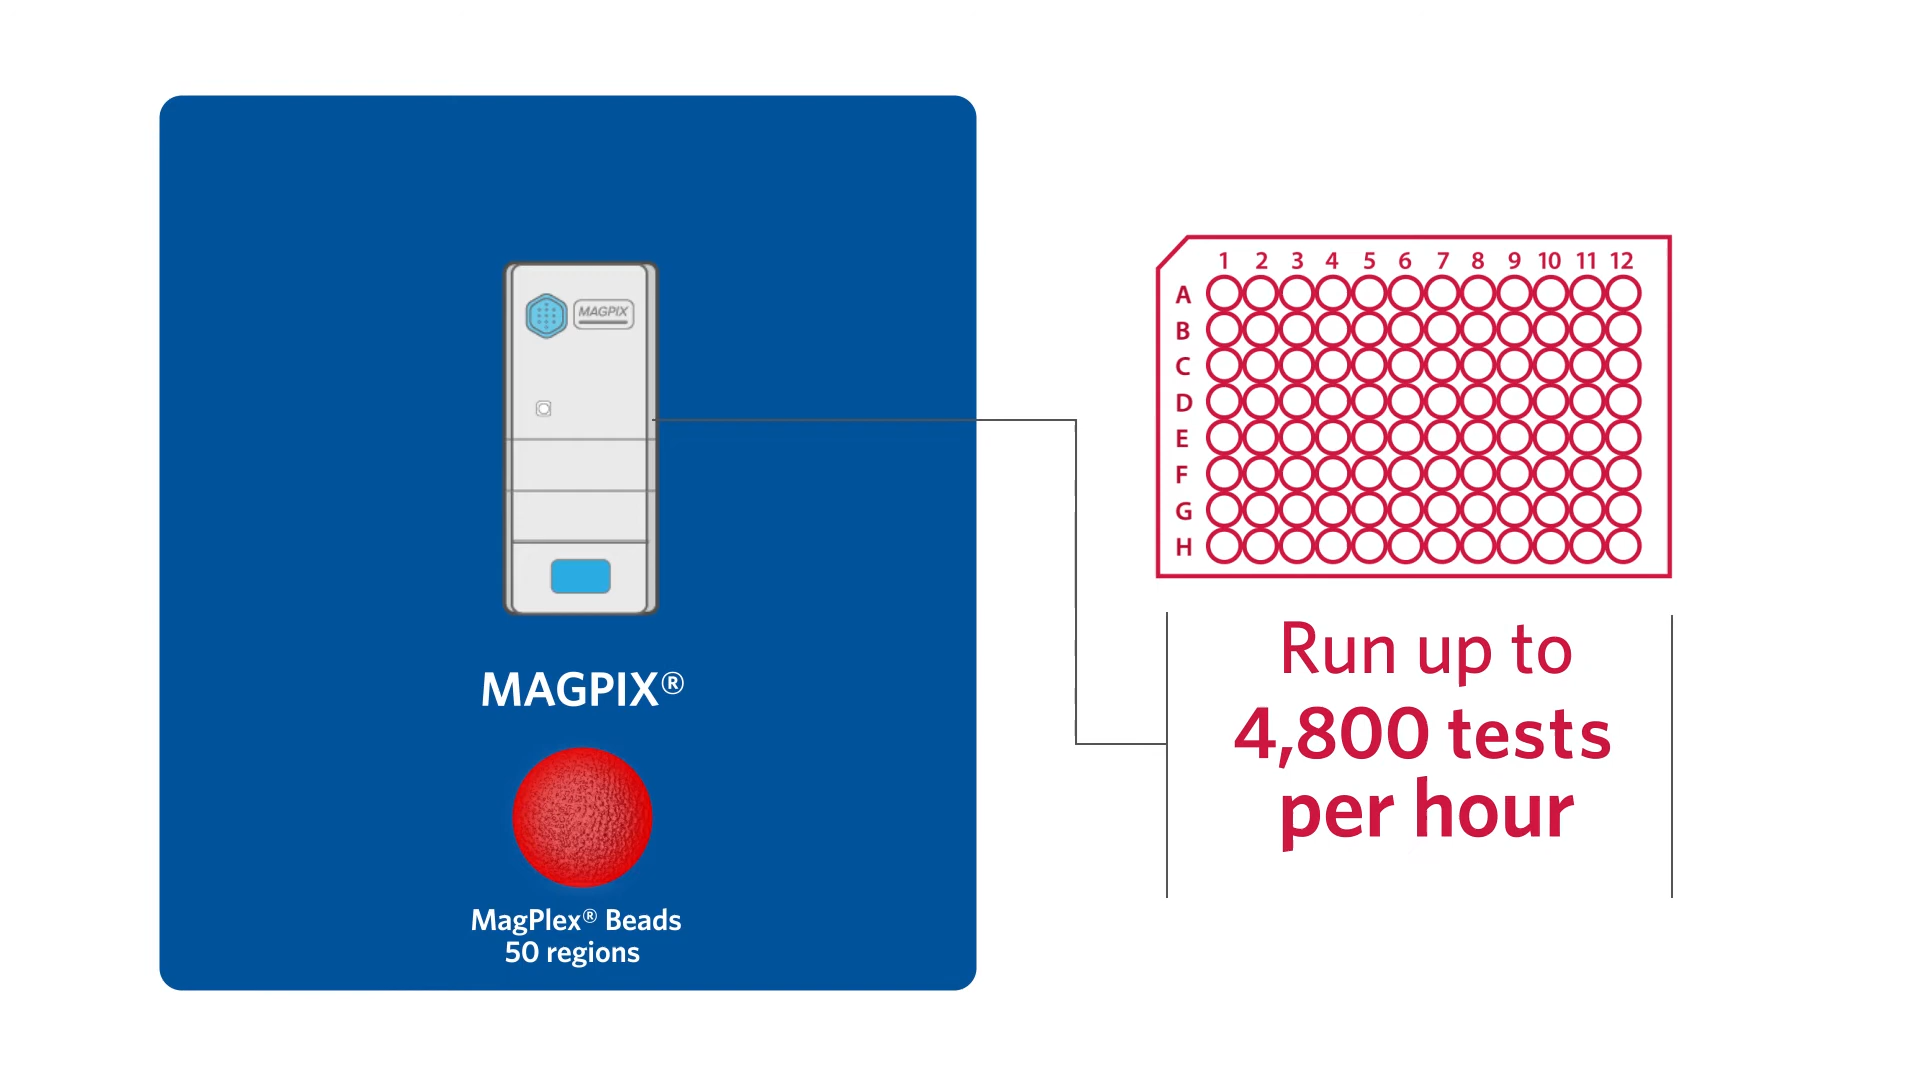 MAGPIX
MAGPIX®
MagPlex® Beads
50 regions
1 2 3 4 5 6 7 8 9 10 11 12
A
B
C
D
E
F
G
H
Run up to
4,800 tests
per hour